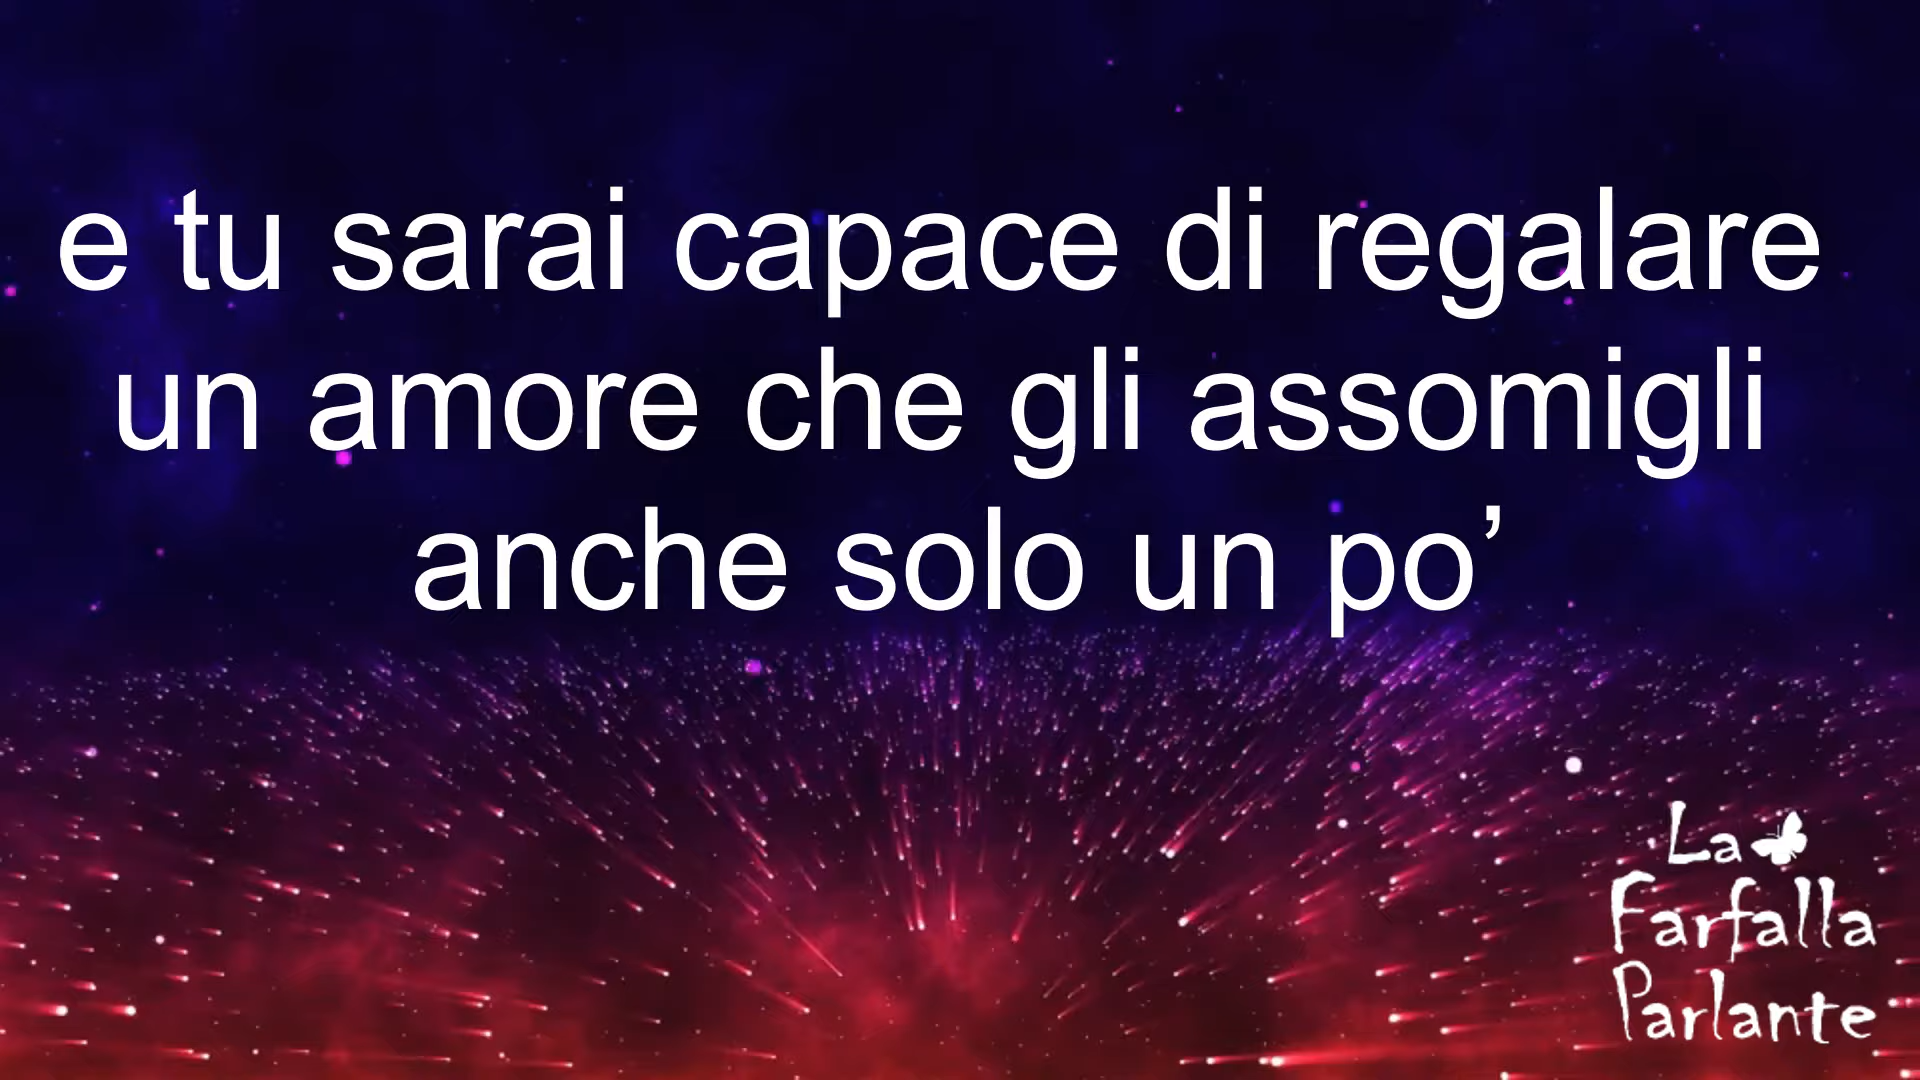 e tu sarai capace di regalare
un amore che gli assomigli
anche solo un po’
La
Farfalla
Parlante